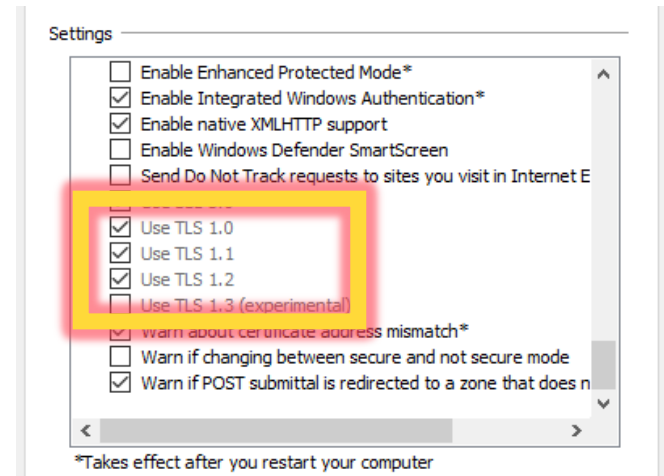 Settings
Enable Enhanced Protected Mode*
Enable Integrated Windows Authentication*
Enable native XMLHTTP support
Enable Windows Defender SmartScreen
Send Do Not Track requests to sites you visit in Internet E
Use TLS 1.0
Use TLS 1.1
Use TLS 1.2
Use TLS 1.3 (experimental)
Warn about certificate address mismatch*
Warn if changing between secure and not secure mode
Warn if POST submittal is redirected to a zone that does n
*Takes effect after you restart your computer